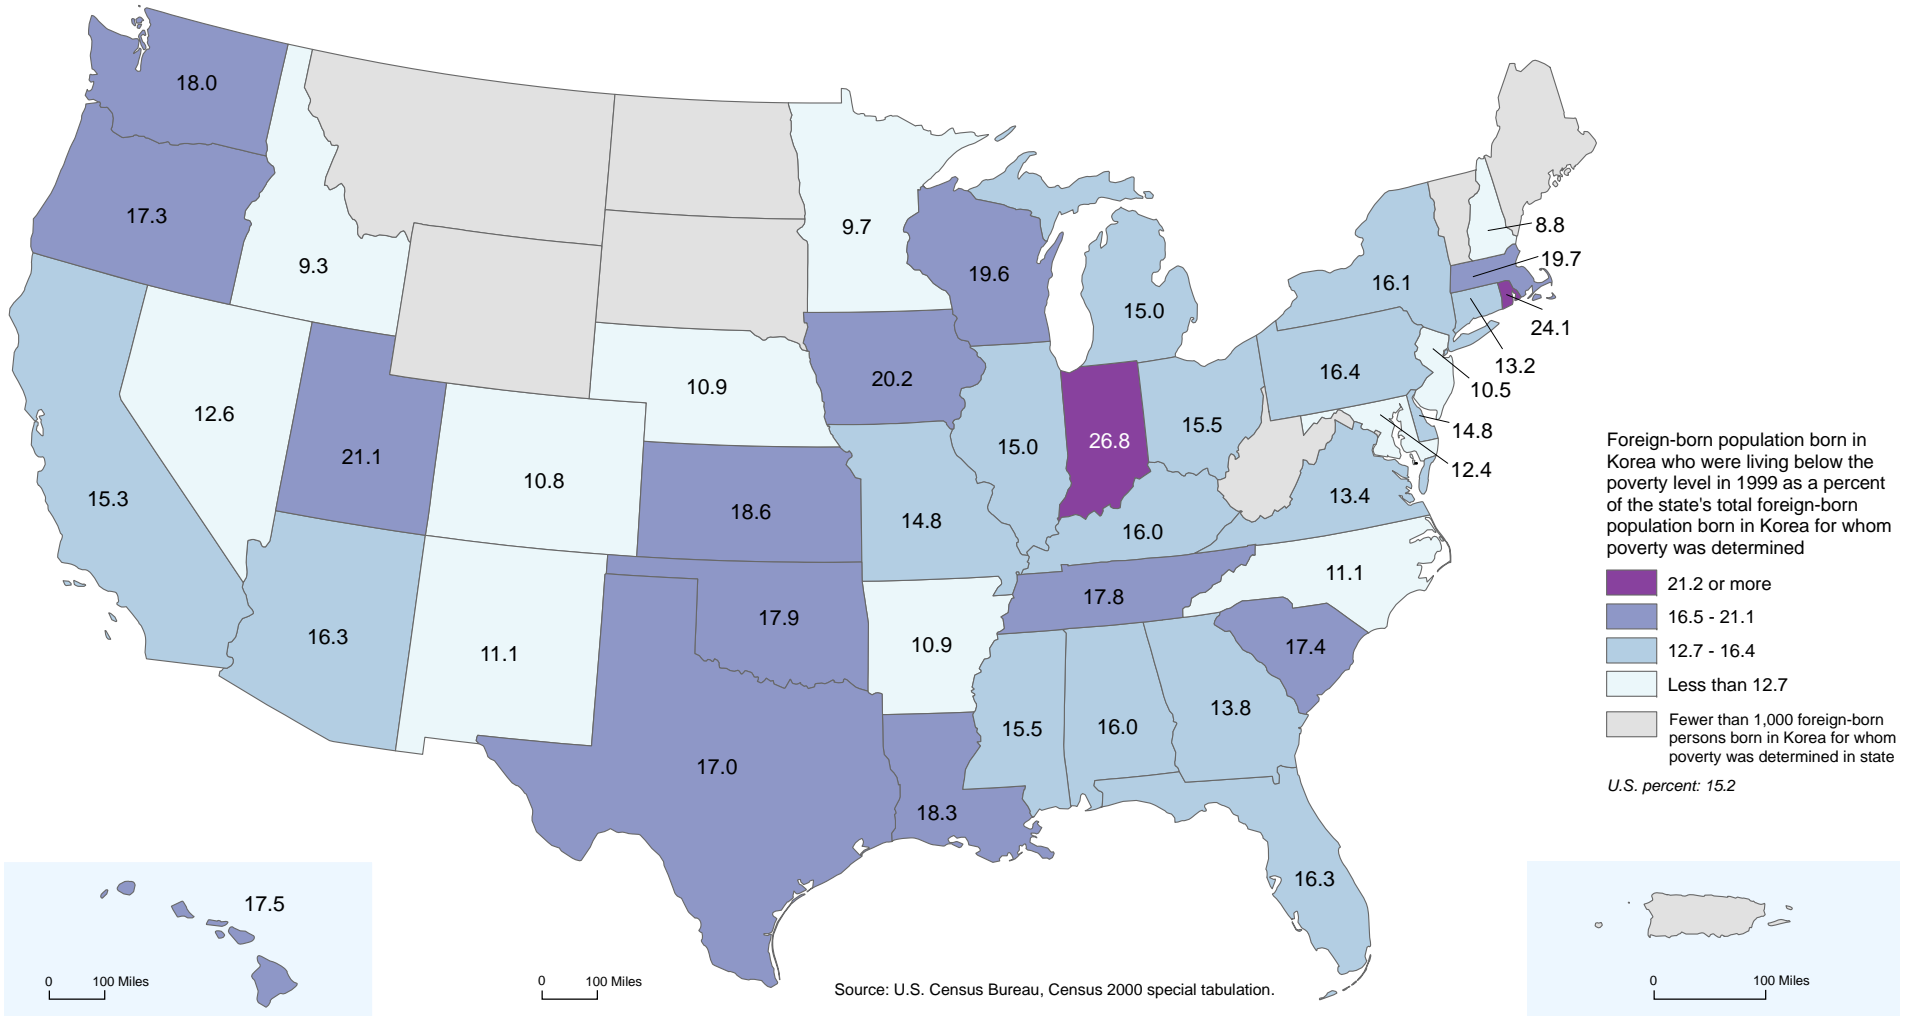 18.0
17.3
9.3
9.7
8.8
19.7
19.6
16.1
15.0
24.1
13.2
10.5
16.4
20.2
10.9
12.6
15.5
14.8
12.4
26.8
15.0
21.1
10.8
15.3
18.6
14.8
13.4
16.0
11.1
17.8
17.9
10.9
17.4
16.3
11.1
13.8
15.5
16.0
17.0
18.3
16.3
17.5
Foreign-born population born in
Korea who were living below the
poverty level in 1999 as a percent
of the state's total foreign-born
population born in Korea for whom
poverty was determined
21.2 or more
16.5 - 21.1
12.7 - 16.4
Less than 12.7
Fewer than 1,000 foreign-born
persons born in Korea for whom
poverty was determined in state
U.S. percent: 15.2
0 100 Miles
0 100 Miles
Source: U.S. Census Bureau, Census 2000 special tabulation.
0 100 Miles